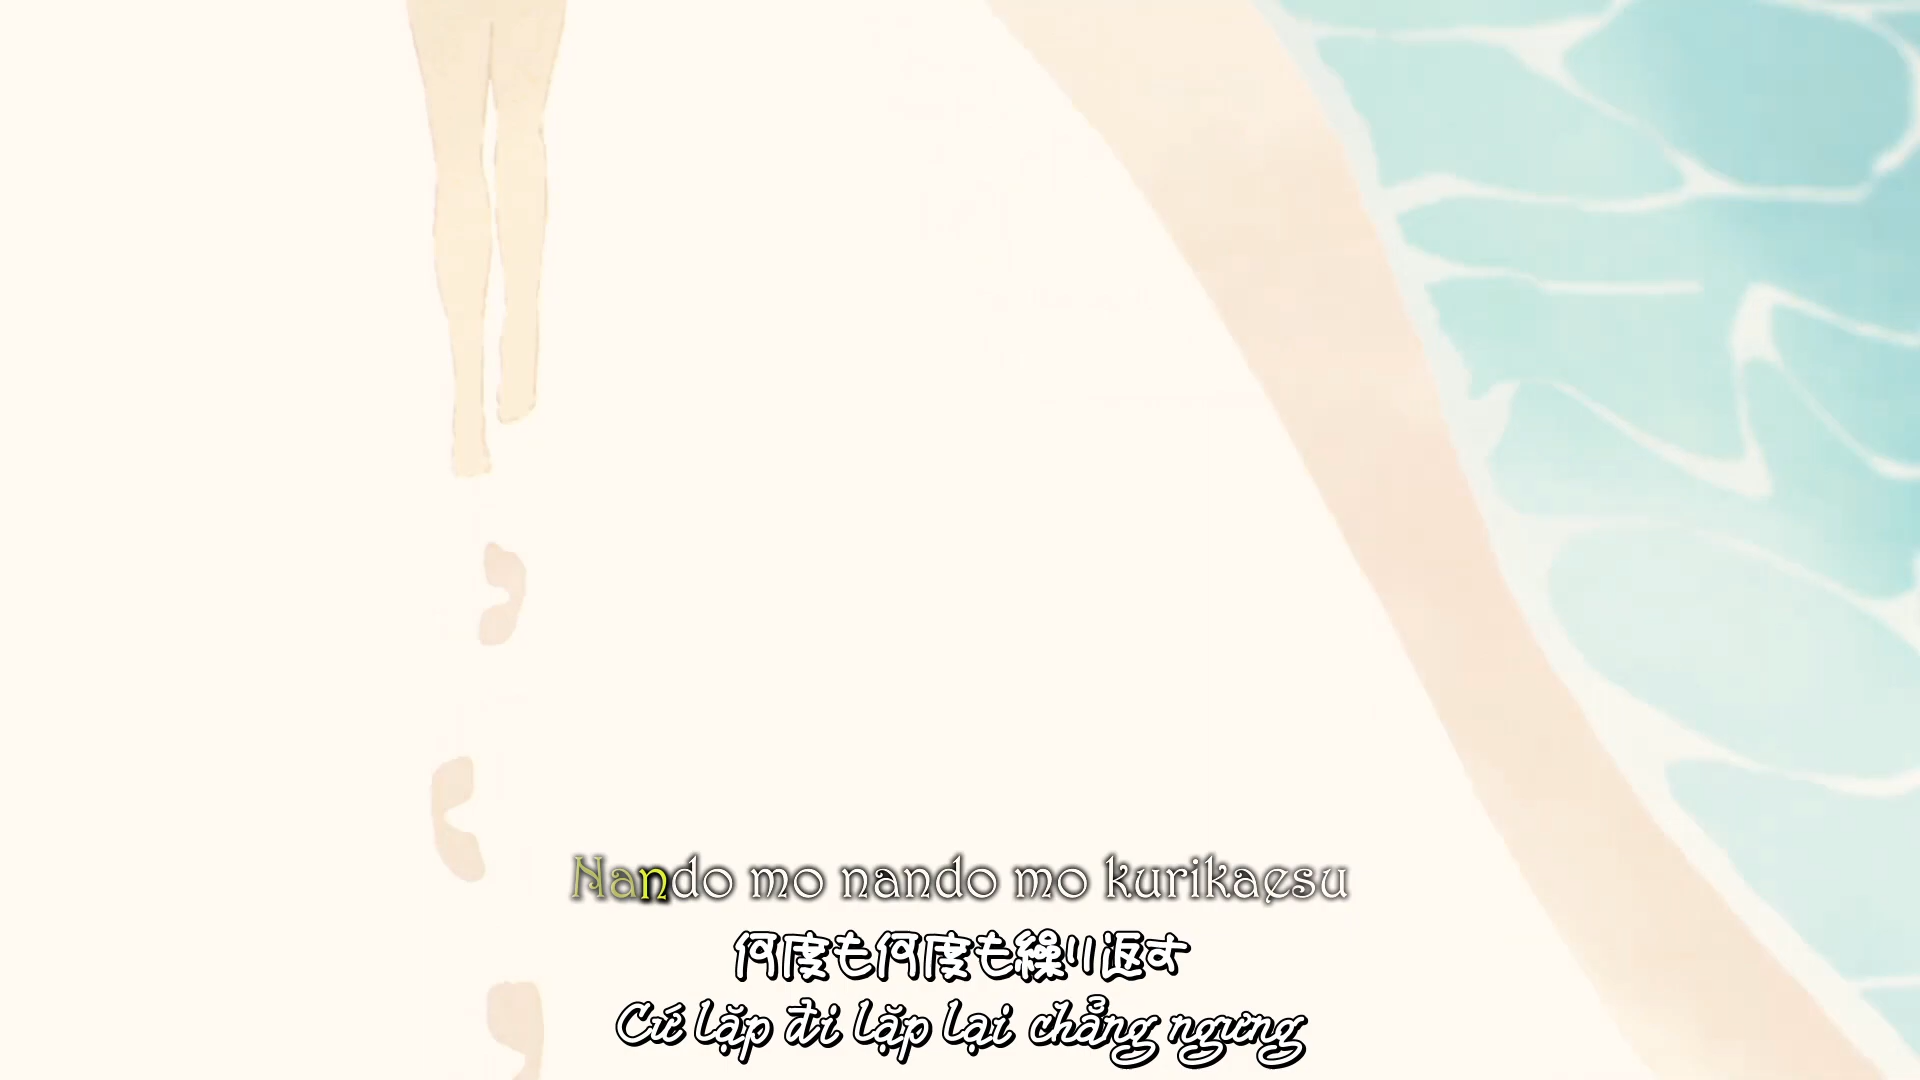 Nando mo nando mo kurikaesu
何度も何度も繰り返す
Cứ lặp đi lặp lại chẳng ngưng